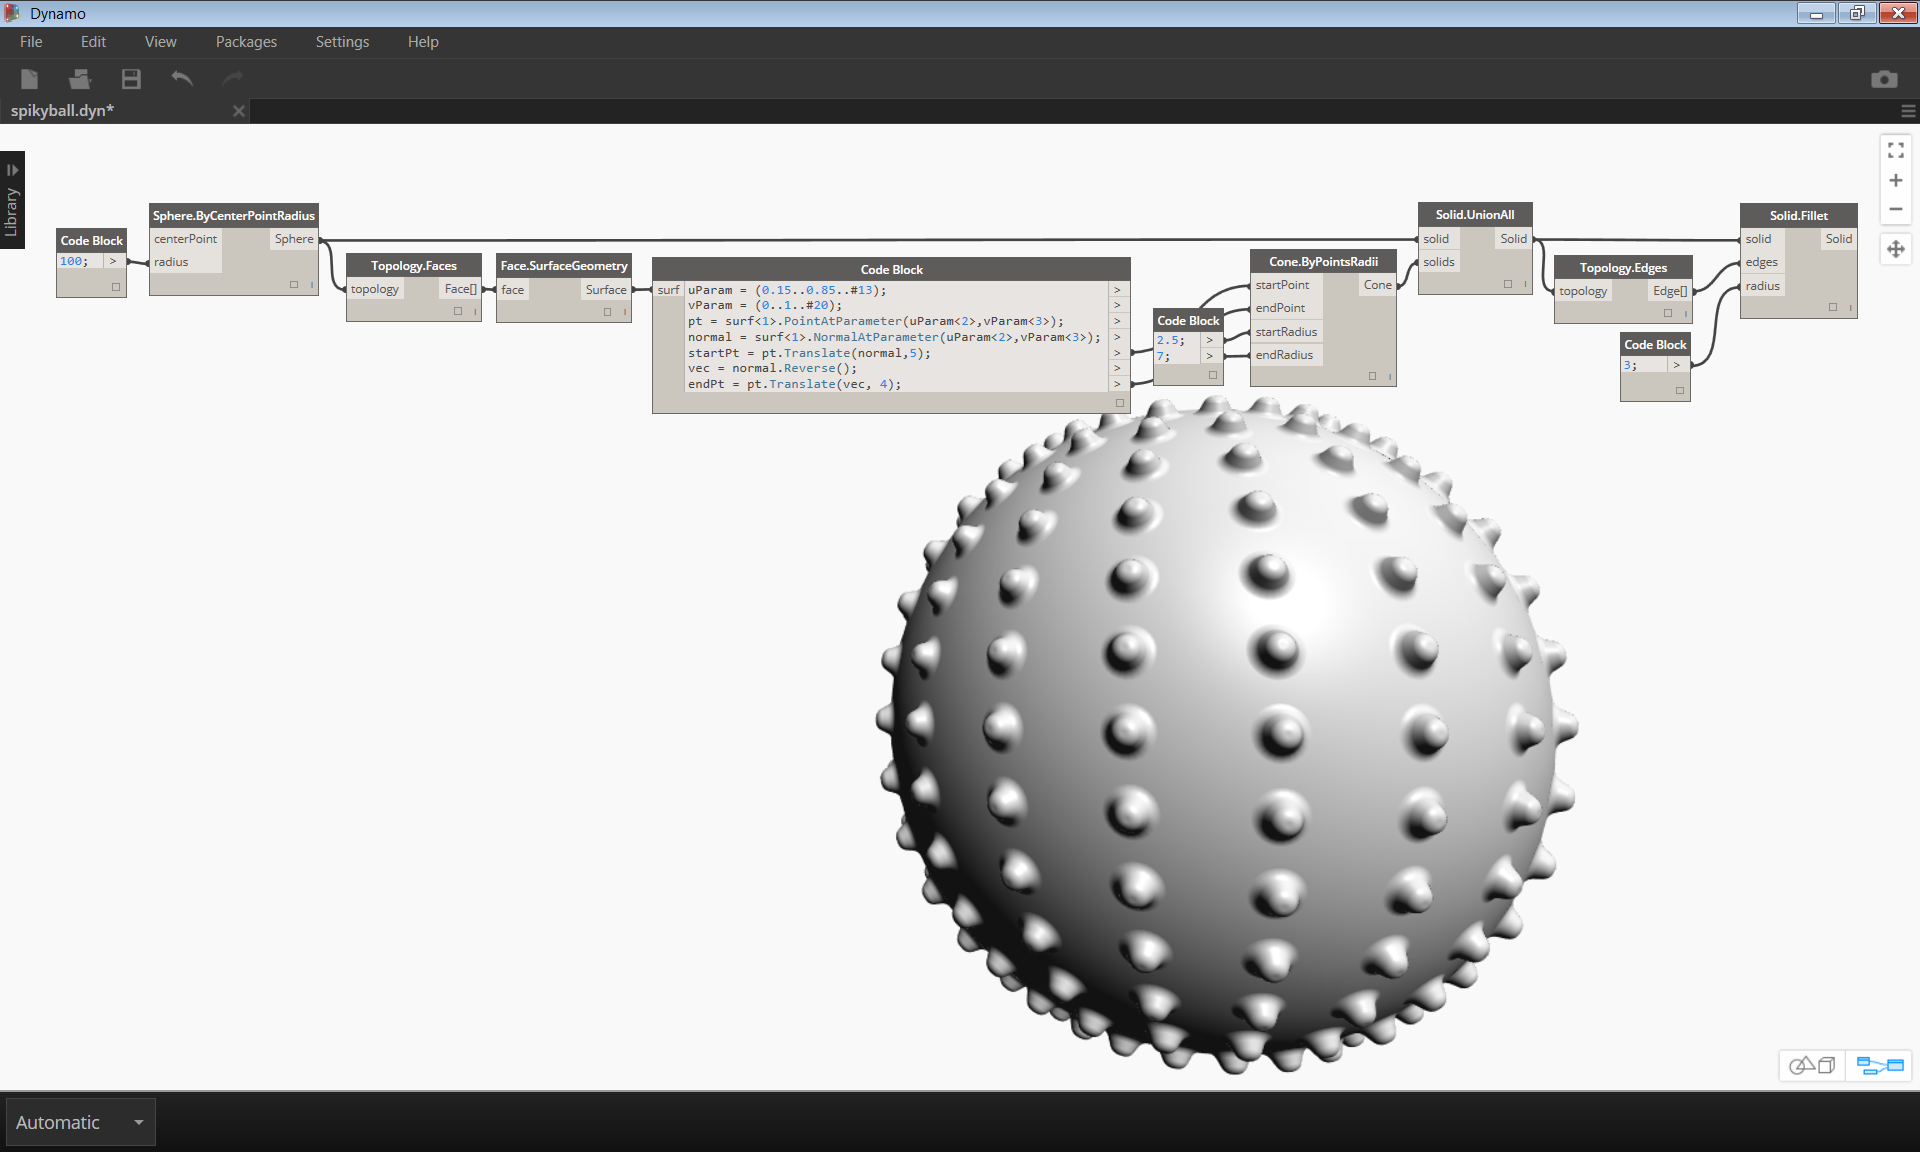 Dynamo
File Edit View Packages Settings Help
spikyball.dyn*
Library
Code Block
100; >
Sphere.ByCenterPointRadius
centerPoint Sphere
radius
Topology.Faces
topology Face[]
Face.SurfaceGeometry
face Surface
Code Block
surf uParam = (0.15..0.85..#13); >
vParam = (0..1..#20); >
pt = surf<1>.PointAtParameter(uParam<2>,vParam<3>); >
normal = surf<1>.NormalAtParameter(uParam<2>,vParam<3>); >
startPt = pt.Translate(normal,5); >
vec = normal.Reverse(); >
endPt = pt.Translate(vec, 4); >
Code Block
2.5; >
7; >
Cone.ByPointsRadii
startPoint Cone
endPoint
startRadius
endRadius
Solid.UnionAll
solid Solid
solids
Topology.Edges
topology Edge[]
Code Block
3; >
Solid.Fillet
solid Solid
edges
radius
Automatic